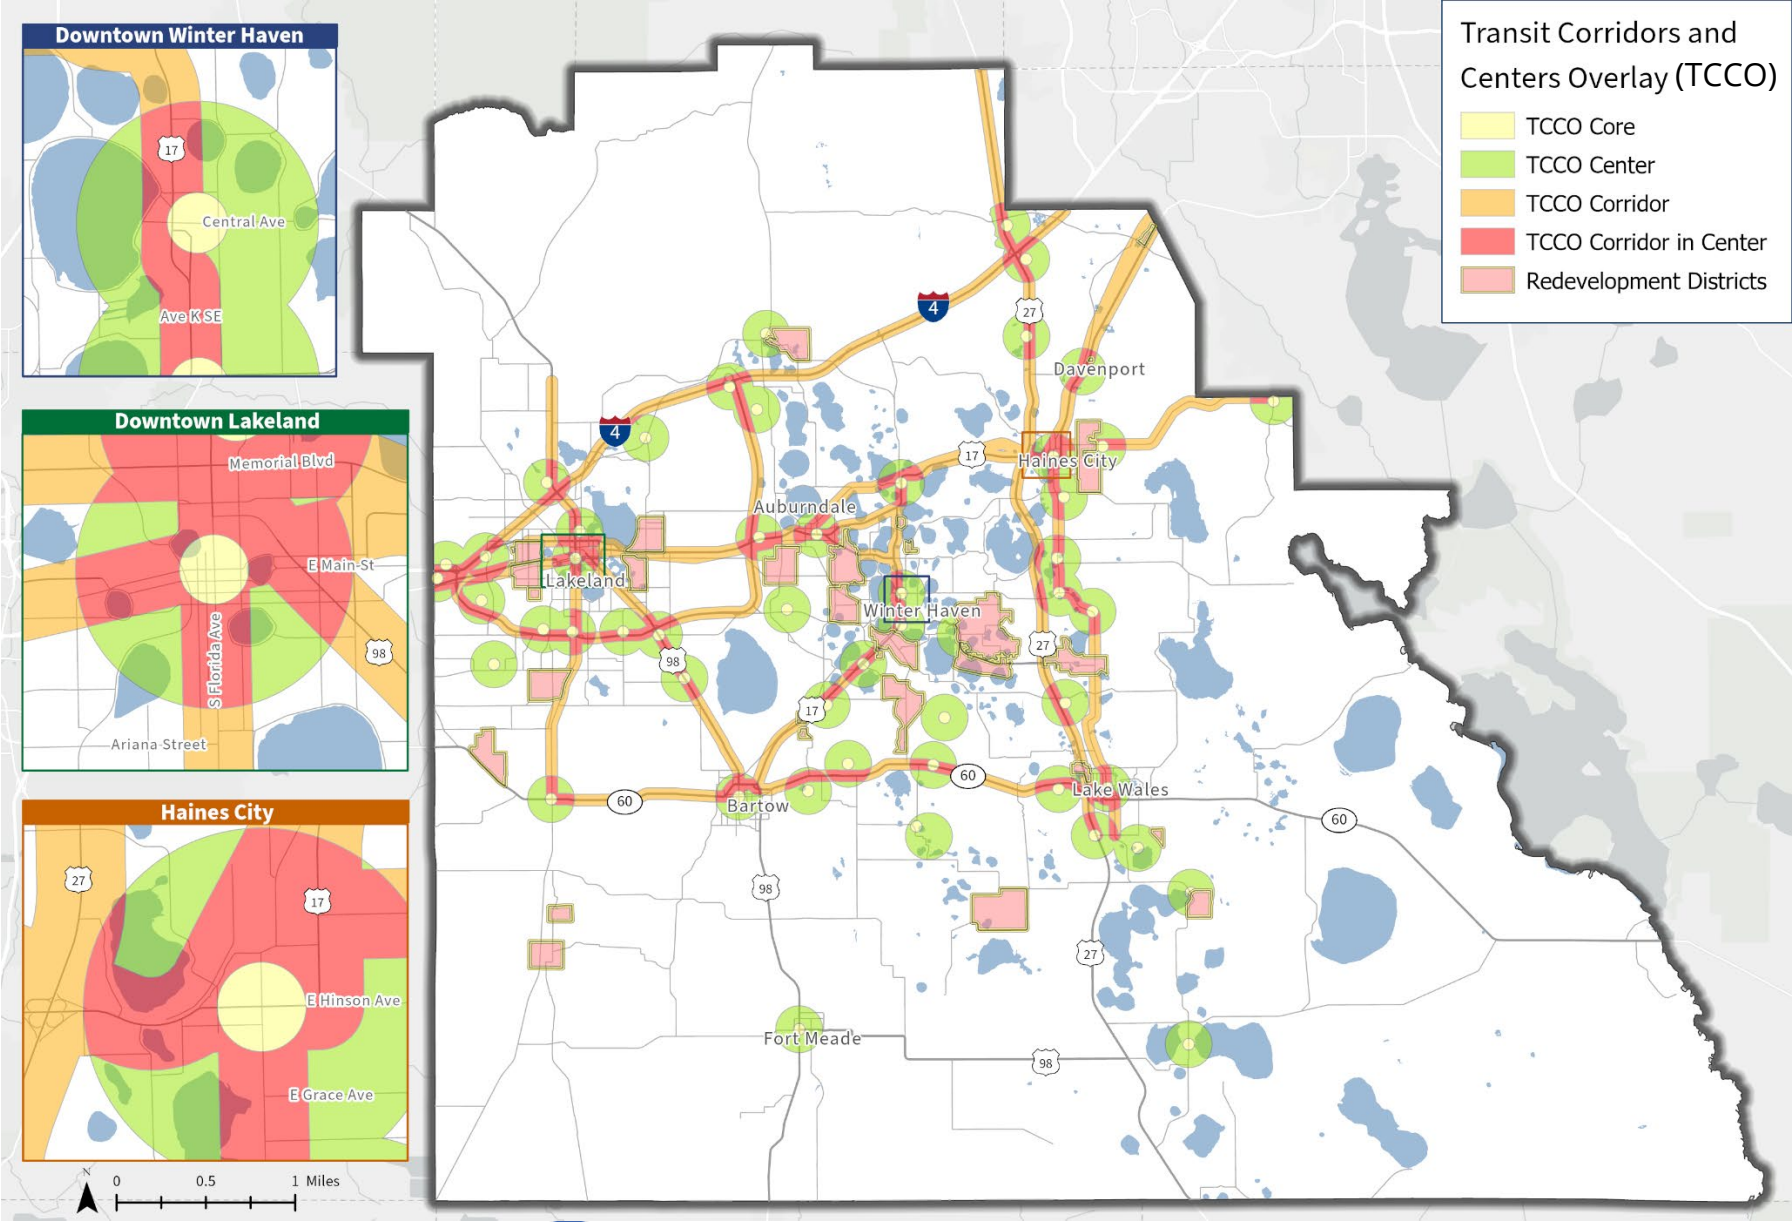 Downtown Winter Haven
17
Central Ave
Ave K SE
Downtown Lakeland
Memorial Blvd
E Main St
S Florida Ave
98
Ariana Street
Haines City
27
17
E Hinson Ave
E Grace Ave
N
0 0.5 1 Miles
Transit Corridors and
Centers Overlay (TCCO)
TCCO Core
TCCO Center
TCCO Corridor
TCCO Corridor in Center
Redevelopment Districts
4
27
Davenport
4
17
Haines City
Auburndale
Lakeland
Winter Haven
27
98
17
60
60
Lake Wales
Bartow
60
98
27
Fort Meade
98